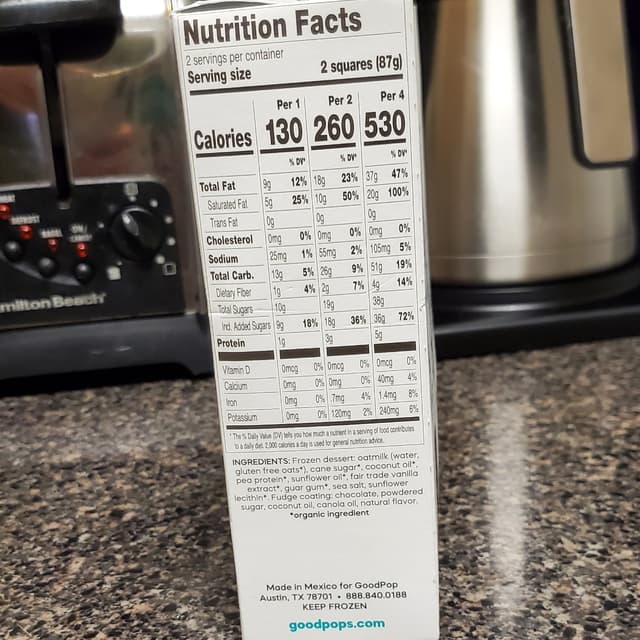 Nutrition Facts
2 servings per container
Serving size 2 squares (87g)
Per 1 Per 2 Per 4
Calories 130 260 530
% DV* % DV* % DV*
Total Fat 9g 12% 18g 23% 37g 47%
Saturated Fat 5g 25% 10g 50% 20g 100%
Trans Fat 0g 0g 0g
Cholesterol 0mg 0% 0mg 0% 0mg 0%
Sodium 25mg 1% 55mg 2% 105mg 5%
Total Carb. 13g 5% 26g 9% 51g 19%
Dietary Fiber 1g 4% 2g 7% 4g 14%
Total Sugars 10g 19g 38g
Incl. Added Sugars 9g 18% 18g 36% 36g 72%
Protein 1g 3g 5g
Vitamin D 0mcg 0% 0mcg 0% 0mcg 0%
Calcium 0mg 0% 0mg 0% 40mg 4%
Iron 0mg 0% .7mg 4% 1.4mg 8%
Potassium 0mg 0% 120mg 2% 240mg 6%
*The % Daily Value (DV) tells you how much a nutrient in a serving of food contributes
to a daily diet. 2,000 calories a day is used for general nutrition advice.
INGREDIENTS: Frozen dessert: oatmilk (water,
gluten free oats*), cane sugar*, coconut oil*,
pea protein*, sunflower oil*, fair trade vanilla
extract*, guar gum*, sea salt, sunflower
lecithin*. Fudge coating: chocolate, powdered
sugar, coconut oil, canola oil, natural flavor.
*organic ingredient
Made in Mexico for GoodPop
Austin, TX 78701 • 888.840.0188
KEEP FROZEN
goodpops.com
milton Beach